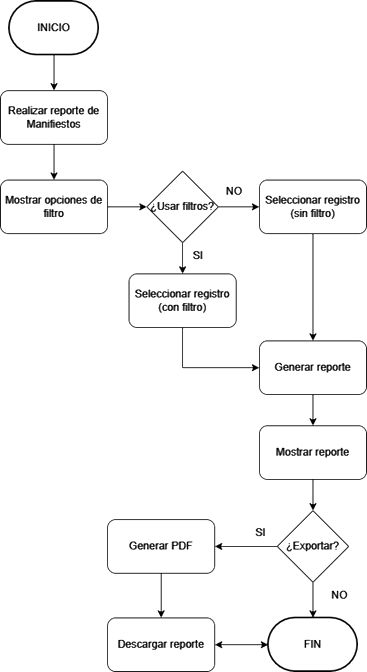 INICIO
Realizar reporte de
Manifiestos
Mostrar opciones de
filtro
¿Usar filtros?
NO
Seleccionar registro
(sin filtro)
SI
Seleccionar registro
(con filtro)
Generar reporte
Mostrar reporte
¿Exportar?
SI
Generar PDF
NO
Descargar reporte
FIN